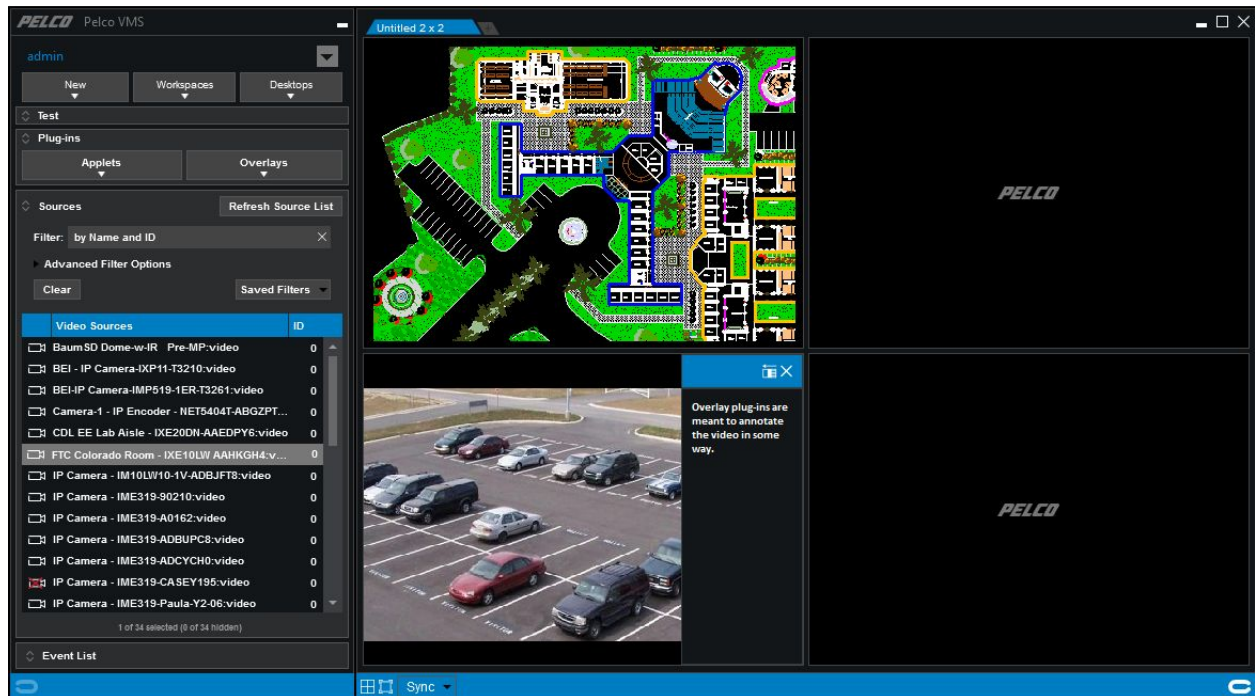 PELCO Pelco VMS
admin
New Workspaces Desktops
Test
Plug-ins
Applets Overlays
Sources Refresh Source List
Filter: by Name and ID
Advanced Filter Options
Clear Saved Filters
Video Sources ID
BaumSD Dome-w-IR Pre-MP:video 0
BEI - IP Camera-IXP11-T3210:video 0
BEI-IP Camera-IMP519-1ER-T3261:video 0
Camera-1 - IP Encoder - NET5404T-ABGZPT... 0
CDL EE Lab Aisle - IXE20DN-AAEDPY6:video 0
FTC Colorado Room - IXE10LW AAHKGH4:v... 0
IP Camera - IM10LW10-1V-ADBJFT8:video 0
IP Camera - IME319-90210:video 0
IP Camera - IME319-A0162:video 0
IP Camera - IME319-ADBUPC8:video 0
IP Camera - IME319-ADCYCH0:video 0
IP Camera - IME319-CASEY195:video 0
IP Camera - IME319-Paula-Y2-06:video 0
1 of 34 selected (0 of 34 hidden)
Event List
Untitled 2 x 2
PELCO
Overlay plug-ins are
meant to annotate
the video in some
way.
PELCO
Sync